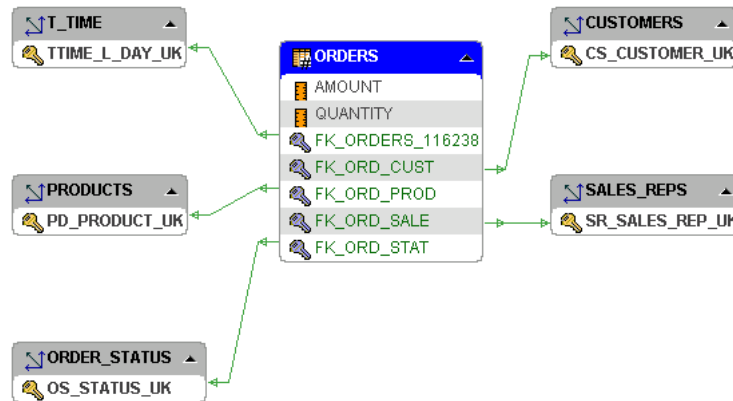 T_TIME
TTIME_L_DAY_UK
PRODUCTS
PD_PRODUCT_UK
ORDER_STATUS
OS_STATUS_UK
ORDERS
AMOUNT
QUANTITY
FK_ORDERS_116238
FK_ORD_CUST
FK_ORD_PROD
FK_ORD_SALE
FK_ORD_STAT
CUSTOMERS
CS_CUSTOMER_UK
SALES_REPS
SR_SALES_REP_UK